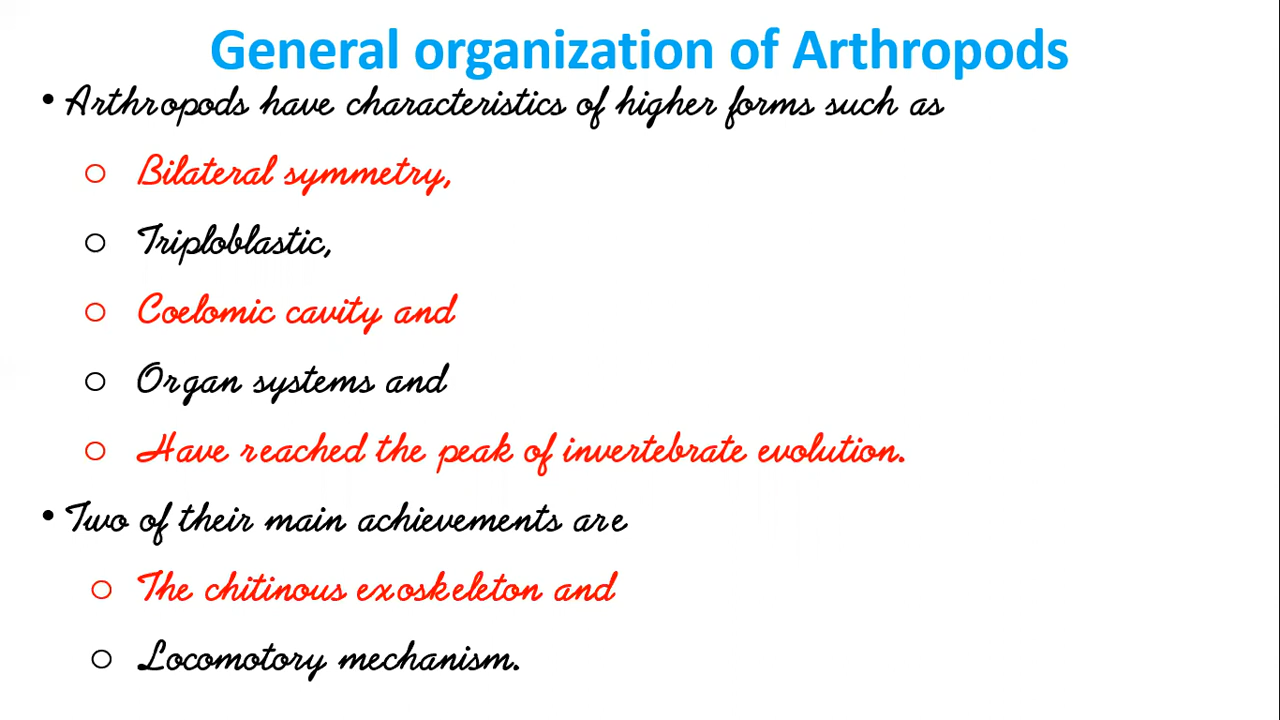 General organization of Arthropods
• Arthropods have characteristics of higher forms such as
o Bilateral symmetry,
o Triploblastic,
o Coelomic cavity and
o Organ systems and
o Have reached the peak of invertebrate evolution.
• Two of their main achievements are
o The chitinous exoskeleton and
o Locomotory mechanism.